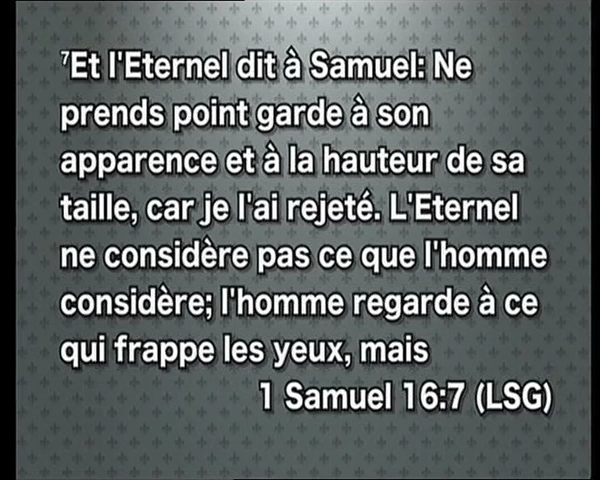 ⁷Et l'Eternel dit à Samuel: Ne
prends point garde à son
apparence et à la hauteur de sa
taille, car je l'ai rejeté. L'Eternel
ne considère pas ce que l'homme
considère; l'homme regarde à ce
qui frappe les yeux, mais
1 Samuel 16:7 (LSG)